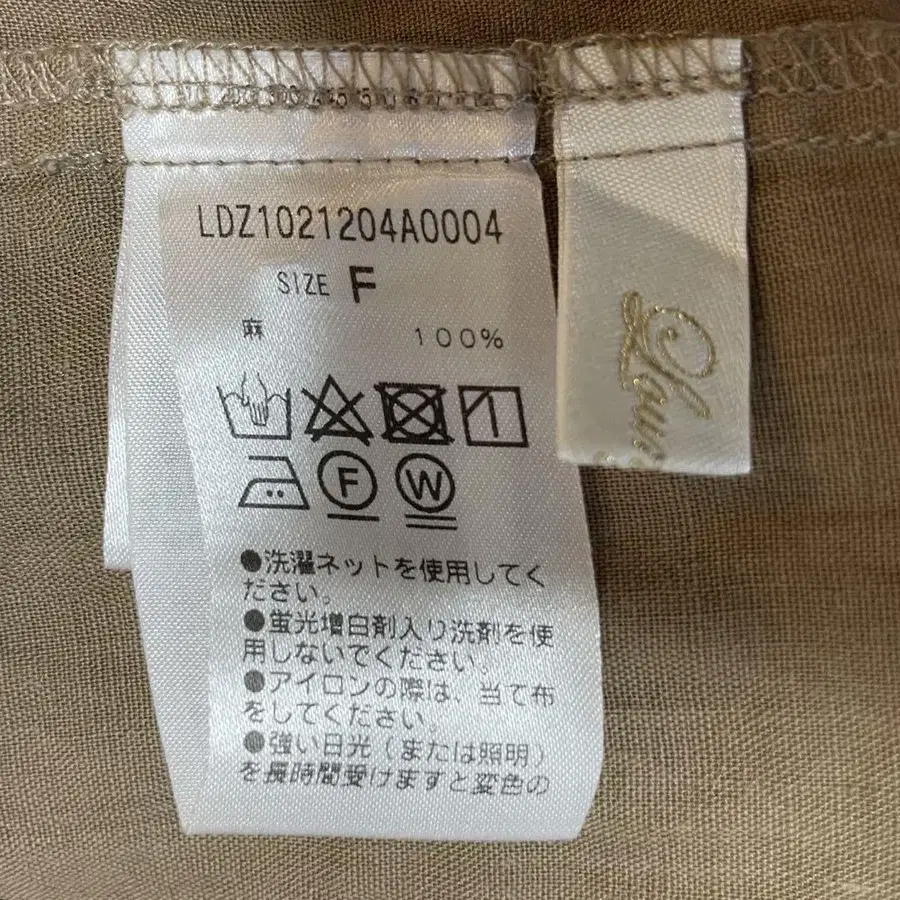 LDZ1021204A0004
SIZE F
麻 100%
F W
●洗濯ネットを使用してく
ださい。
●蛍光増白剤入り洗剤を使
用しないでください。
●アイロンの際は、当て布
をしてください。
●強い日光（または照明）
を長時間受けますと変色の